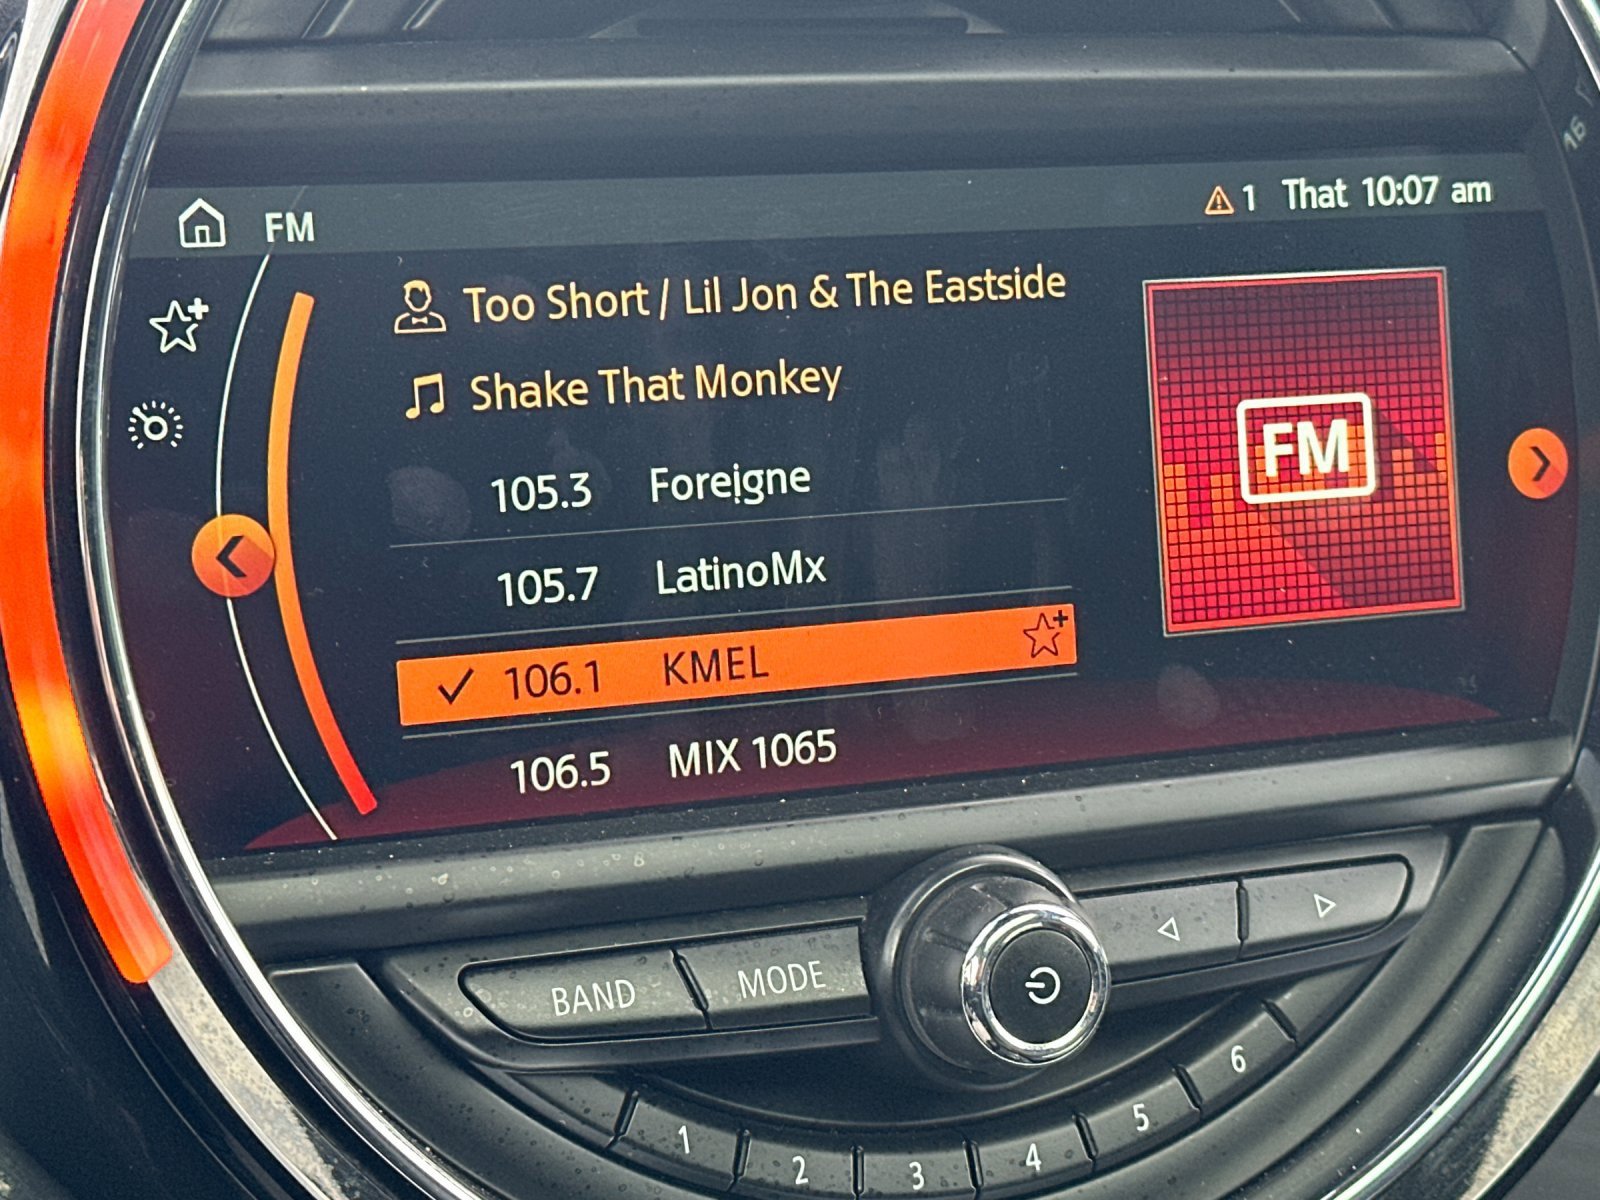 FM
1 That 10:07 am
Too Short / Lil Jon & The Eastside
Shake That Monkey
FM
105.3 Foreigne
105.7 LatinoMx
106.1 KMEL
106.5 MIX 1065
BAND
MODE
1
2
3
4
5
6